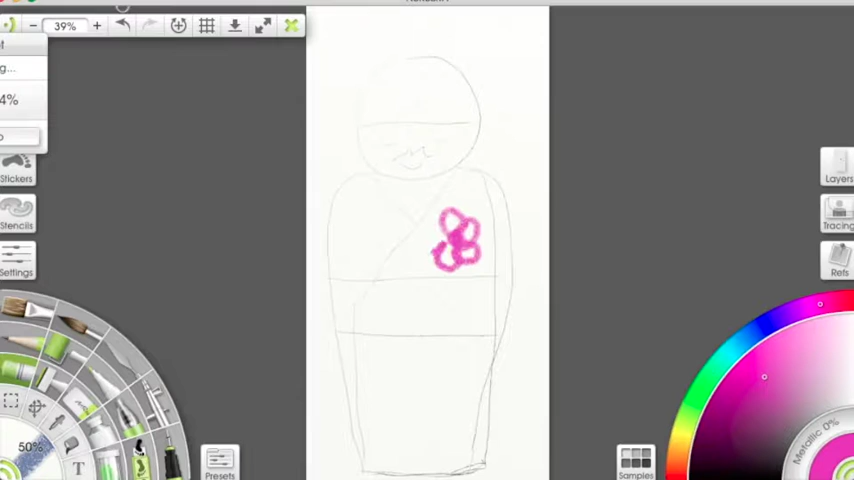 39%
g...
4%
Stickers
Stencils
Settings
50%
T
Presets
Layers
Tracing
Refs
Metallic 0%
Samples